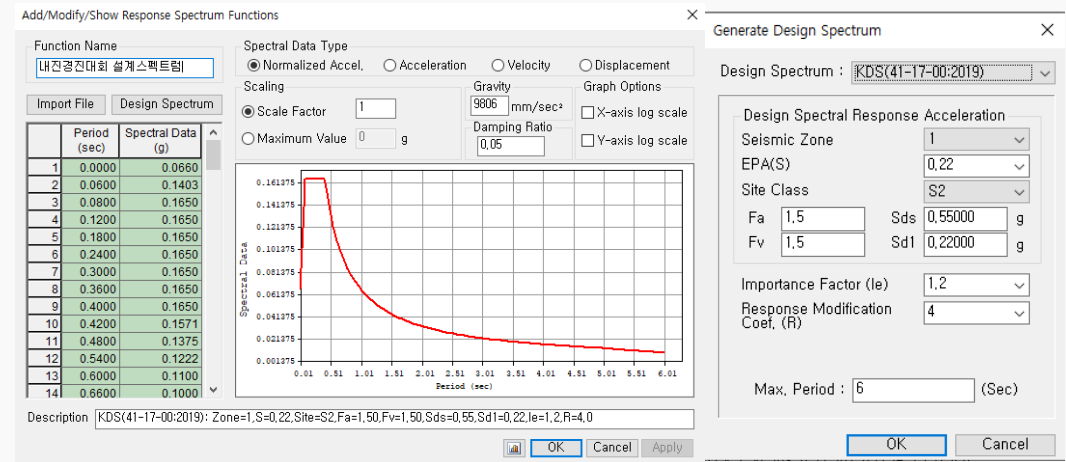 Add/Modify/Show Response Spectrum Functions
Function Name
내진경진대회 설계스펙트럼
Import File Design Spectrum
Spectral Data Type
Normalized Accel. Acceleration Velocity Displacement
Scaling
Scale Factor 1
Maximum Value 0 g
Gravity
9806 mm/sec²
Damping Ratio
0.05
Graph Options
X-axis log scale
Y-axis log scale
Period (sec) Spectral Data (g)
1 0.0000 0.0660
2 0.0600 0.1403
3 0.0800 0.1650
4 0.1200 0.1650
5 0.1800 0.1650
6 0.2400 0.1650
7 0.3000 0.1650
8 0.3600 0.1650
9 0.4000 0.1650
10 0.4200 0.1571
11 0.4800 0.1375
12 0.5400 0.1222
13 0.6000 0.1100
14 0.6600 0.1000
Spectral Data
0.161375
0.141375
0.121375
0.101375
0.081375
0.061375
0.041375
0.021375
0.001375
0.01 0.51 1.01 1.51 2.01 2.51 3.01 3.51 4.01 4.51 5.01 5.51 6.01
Period (sec)
Description KDS(41-17-00:2019): Zone=1,S=0.22,Site=S2,Fa=1.50,Fv=1.50,Sds=0.55,Sd1=0.22,Ie=1.2,R=4.0
OK Cancel Apply
Generate Design Spectrum
Design Spectrum : KDS(41-17-00:2019)
Design Spectral Response Acceleration
Seismic Zone 1
EPA(S) 0.22
Site Class S2
Fa 1.5 Sds 0.55000 g
Fv 1.5 Sd1 0.22000 g
Importance Factor (Ie) 1.2
Response Modification Coef. (R) 4
Max. Period : 6 (Sec)
OK Cancel